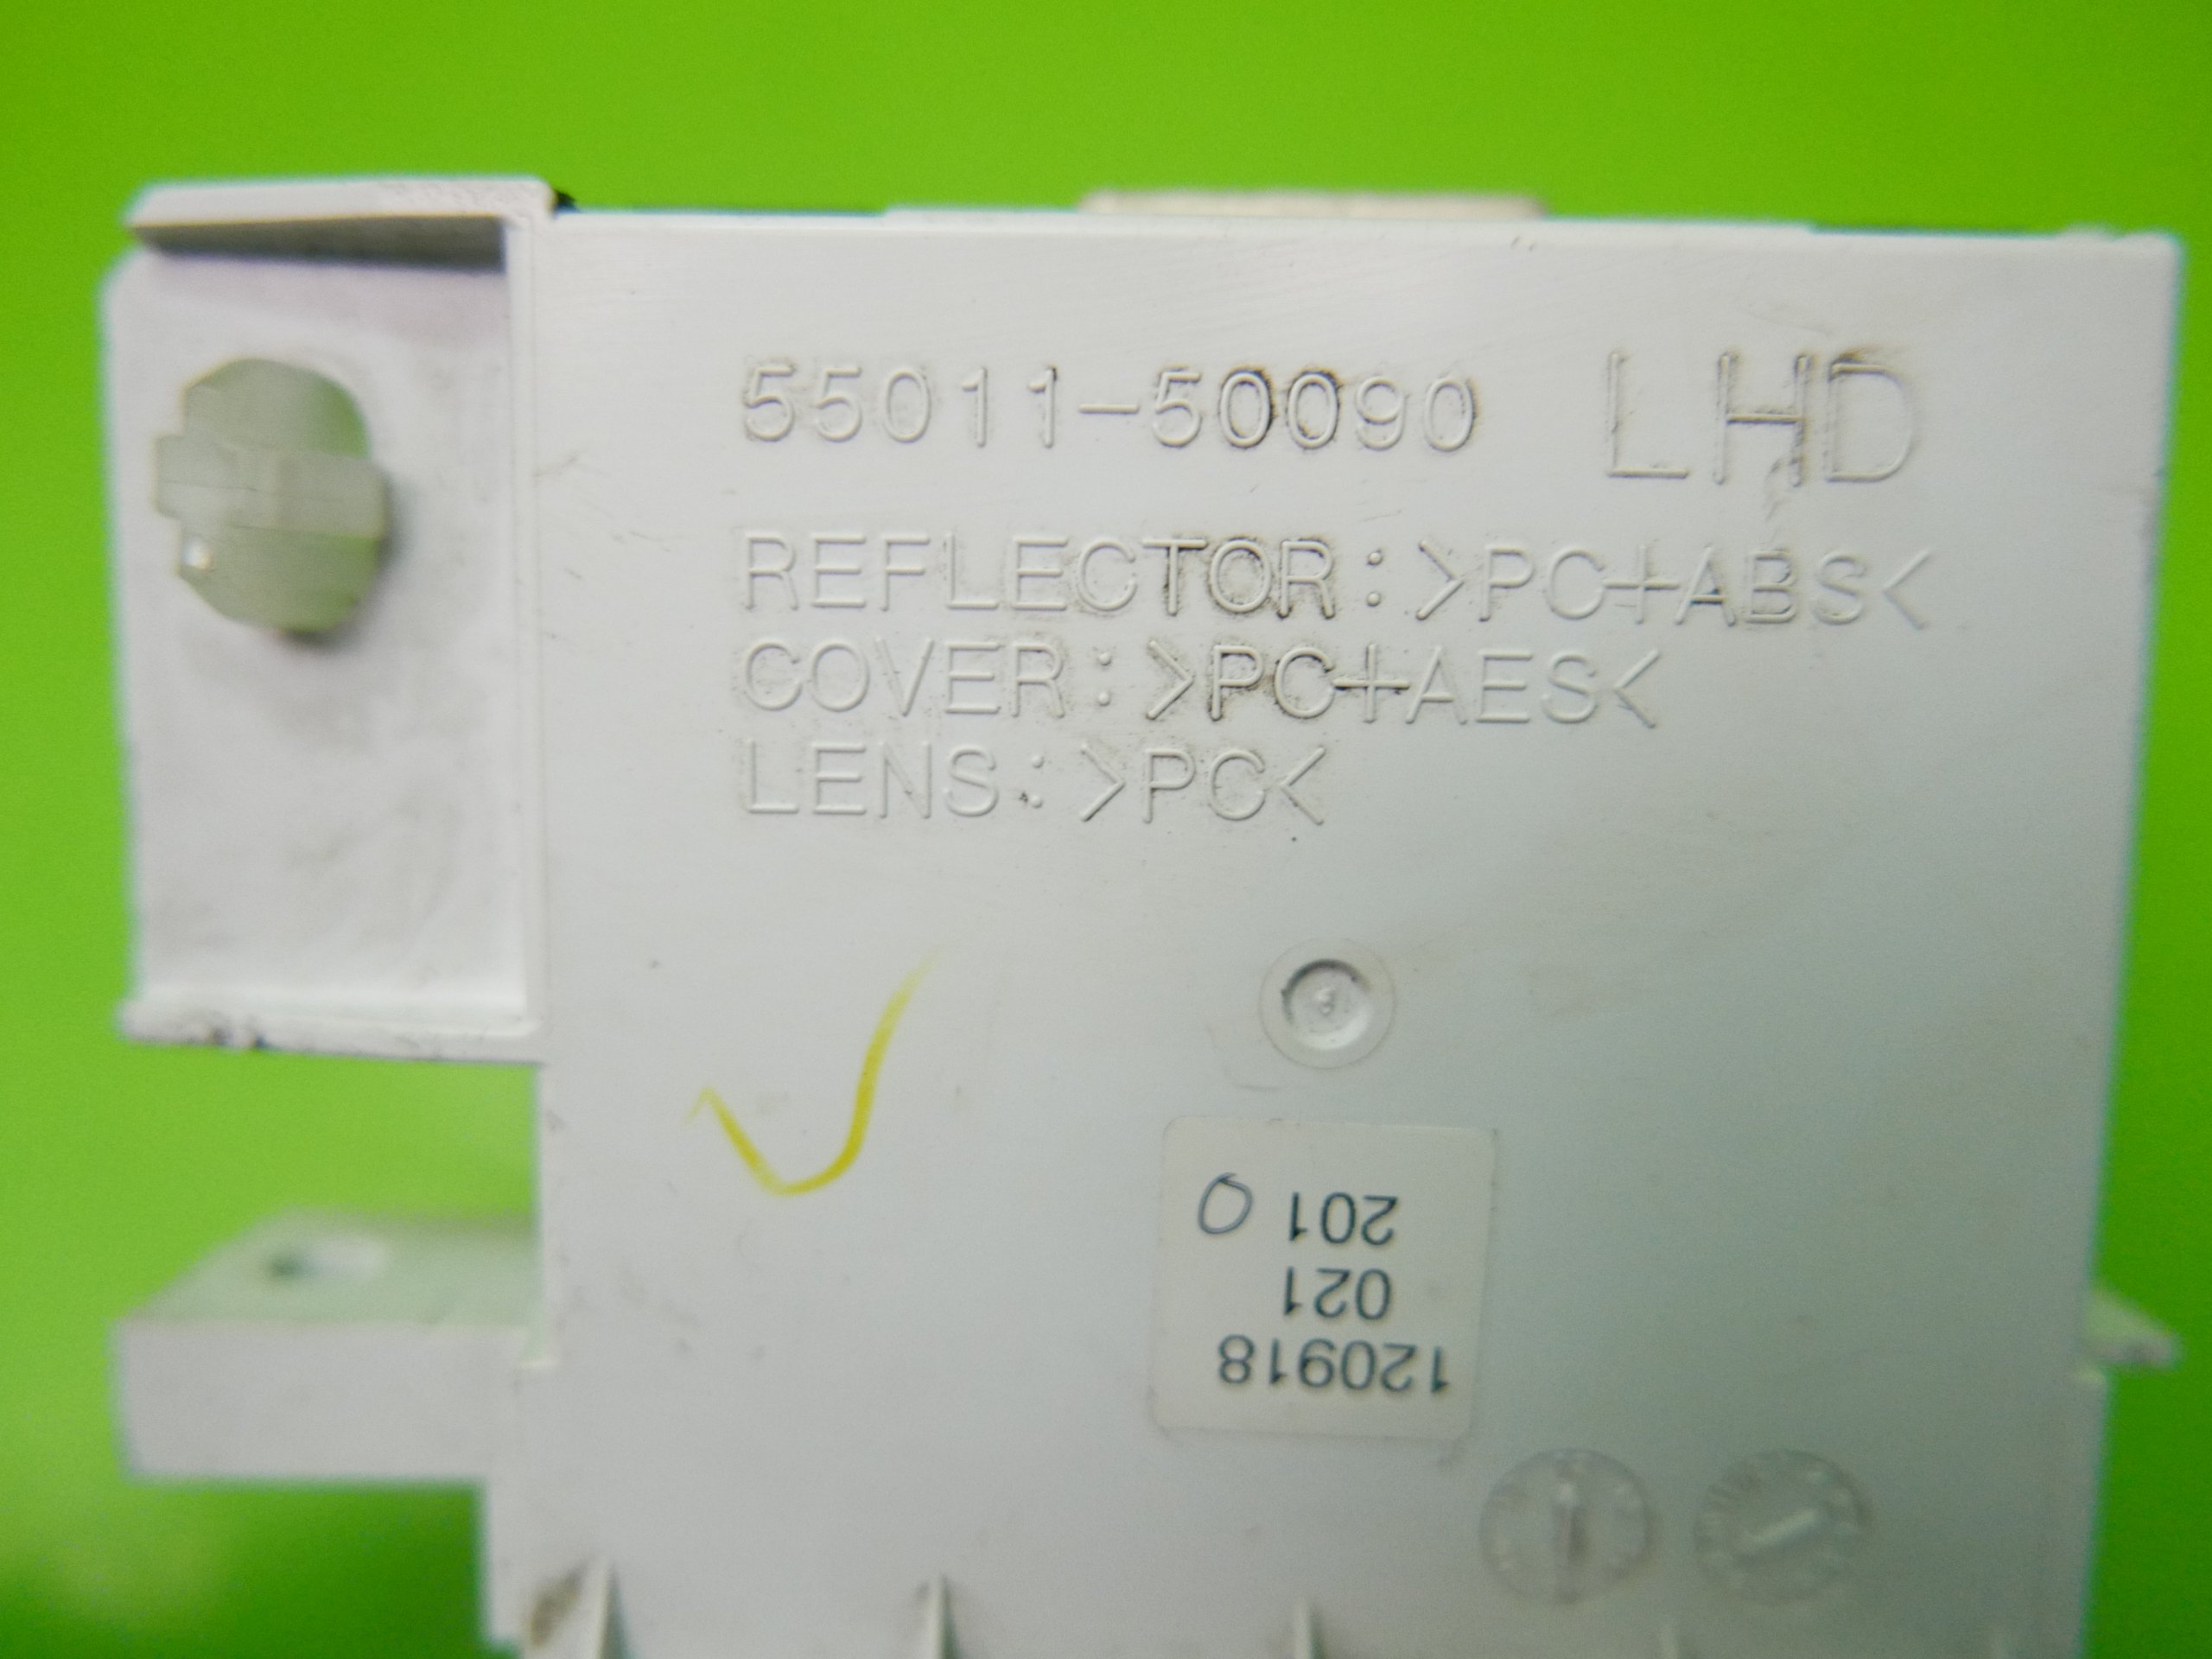 55011-50090 LHD
REFLECTOR:>PC+ABS<
COVER:>PC+AES<
LENS:>PC<
120918
021
201 O